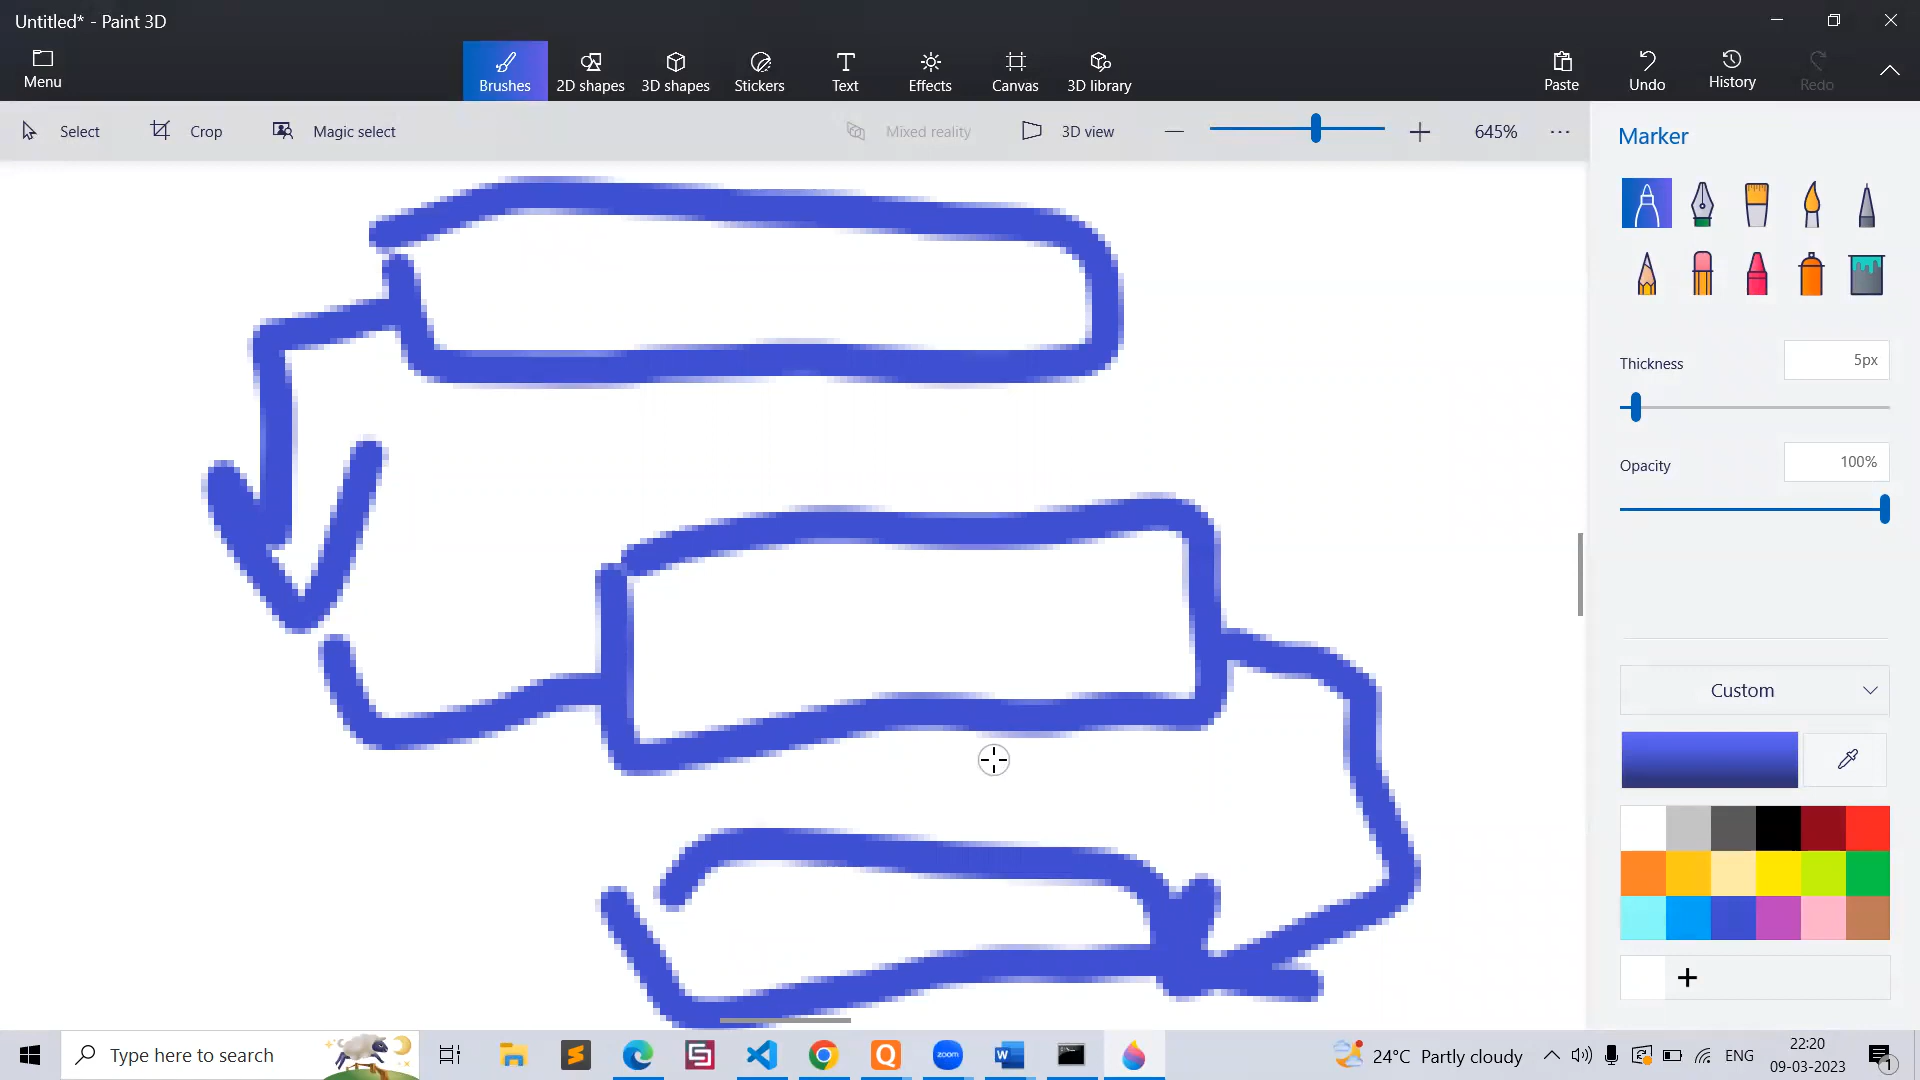 Untitled* - Paint 3D
Menu
Brushes
2D shapes
3D shapes
Stickers
Text
Effects
Canvas
3D library
Paste
Undo
History
Redo
Select
Crop
Magic select
Mixed reality
3D view
645%
Marker
Thickness
5px
Opacity
100%
Custom
Type here to search
zoom
24°C Partly cloudy
ENG
22:20
09-03-2023
1